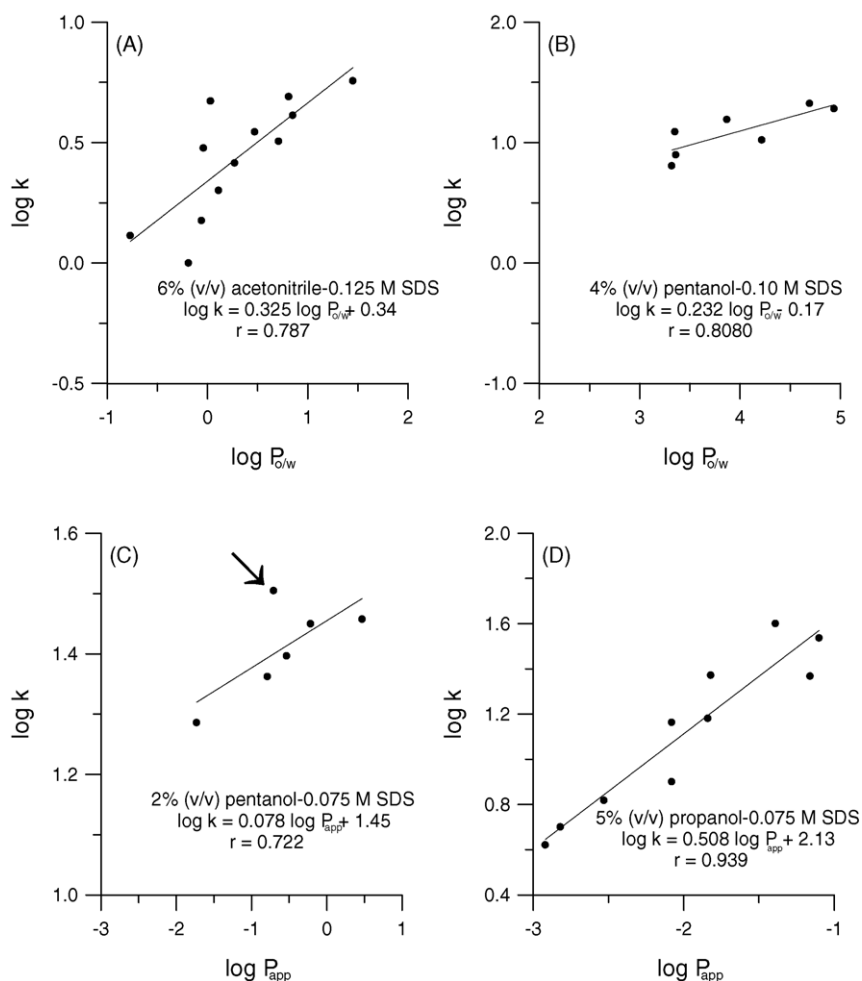 (A)
1.0
0.5
0.0
-0.5
log k
6% (v/v) acetonitrile-0.125 M SDS
log k = 0.325 log Po/w + 0.34
r = 0.787
-1 0 1 2
log Po/w
(B)
2.0
1.0
0.0
-1.0
log k
4% (v/v) pentanol-0.10 M SDS
log k = 0.232 log Po/w - 0.17
r = 0.8080
2 3 4 5
log Po/w
(C)
1.6
1.4
1.2
1.0
log k
2% (v/v) pentanol-0.075 M SDS
log k = 0.078 log Papp + 1.45
r = 0.722
-3 -2 -1 0 1
log Papp
(D)
2.0
1.6
1.2
0.8
0.4
log k
5% (v/v) propanol-0.075 M SDS
log k = 0.508 log Papp + 2.13
r = 0.939
-3 -2 -1
log Papp